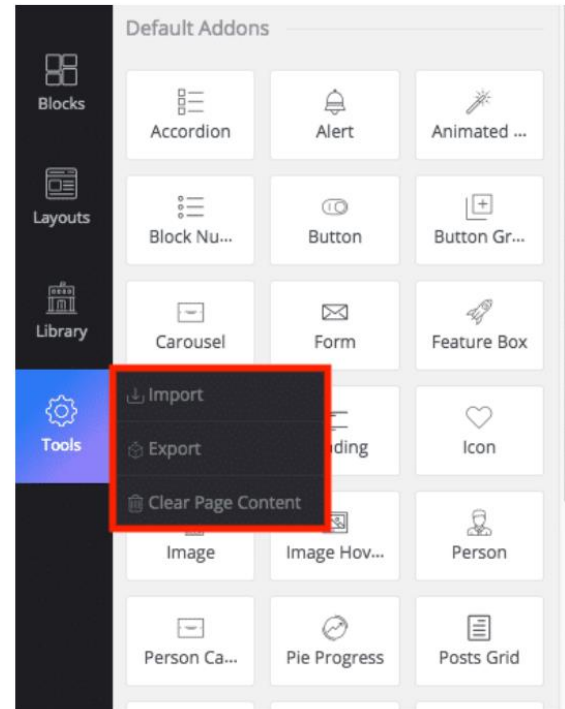 Default Addons
Blocks
Accordion
Alert
Animated ...
Layouts
Block Nu...
Button
Button Gr...
Library
Carousel
Form
Feature Box
Tools
Import
Export
Clear Page Content
ding
Icon
Image
Image Hov...
Person
Person Ca...
Pie Progress
Posts Grid